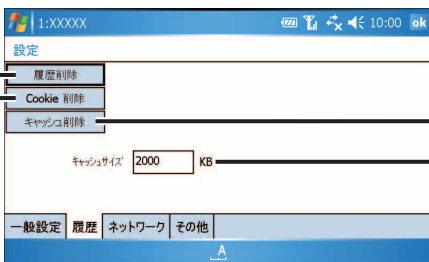 1:XXXXX 10:00 ok
設定
履歴削除
Cookie 削除
キャッシュ削除
キャッシュサイズ 2000 KB
一般設定 履歴 ネットワーク その他
A